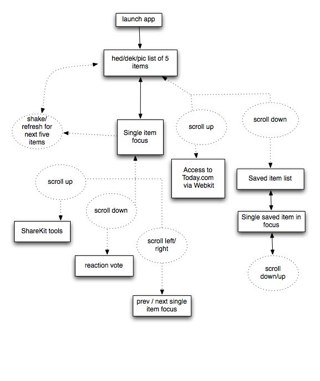 launch app
hed/dek/pic list of 5
items
shake/
refresh for
next five
items
Single item
focus
scroll up
scroll down
Access to
Today.com
via Webkit
Saved item list
scroll up
scroll down
Single saved item in
focus
ShareKit tools
scroll left/
right
reaction vote
scroll
down/up
prev / next single
item focus